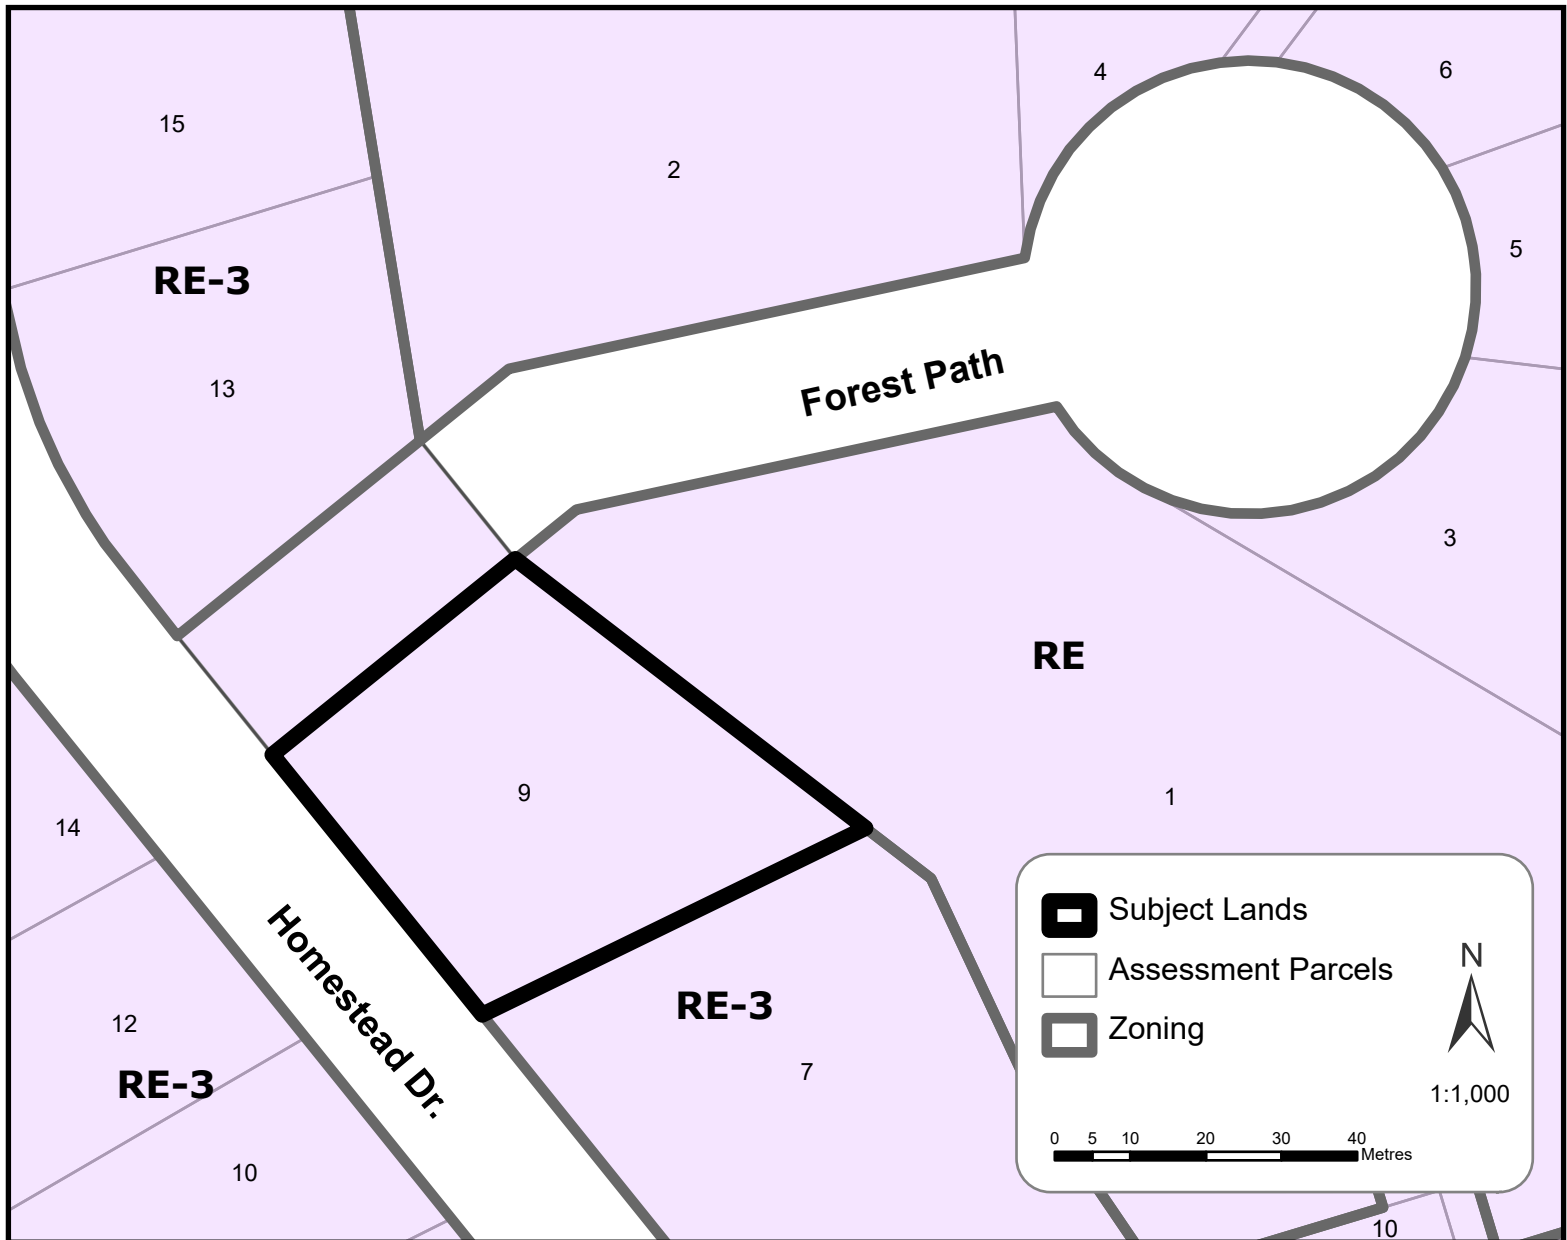 4
6
15
2
5
RE-3
13
Forest Path
3
RE
9
1
14
Homestead Dr.
RE-3
12
7
RE-3
10
Subject Lands
Assessment Parcels
Zoning
N
1:1,000
0 5 10 20 30 40
Metres
10